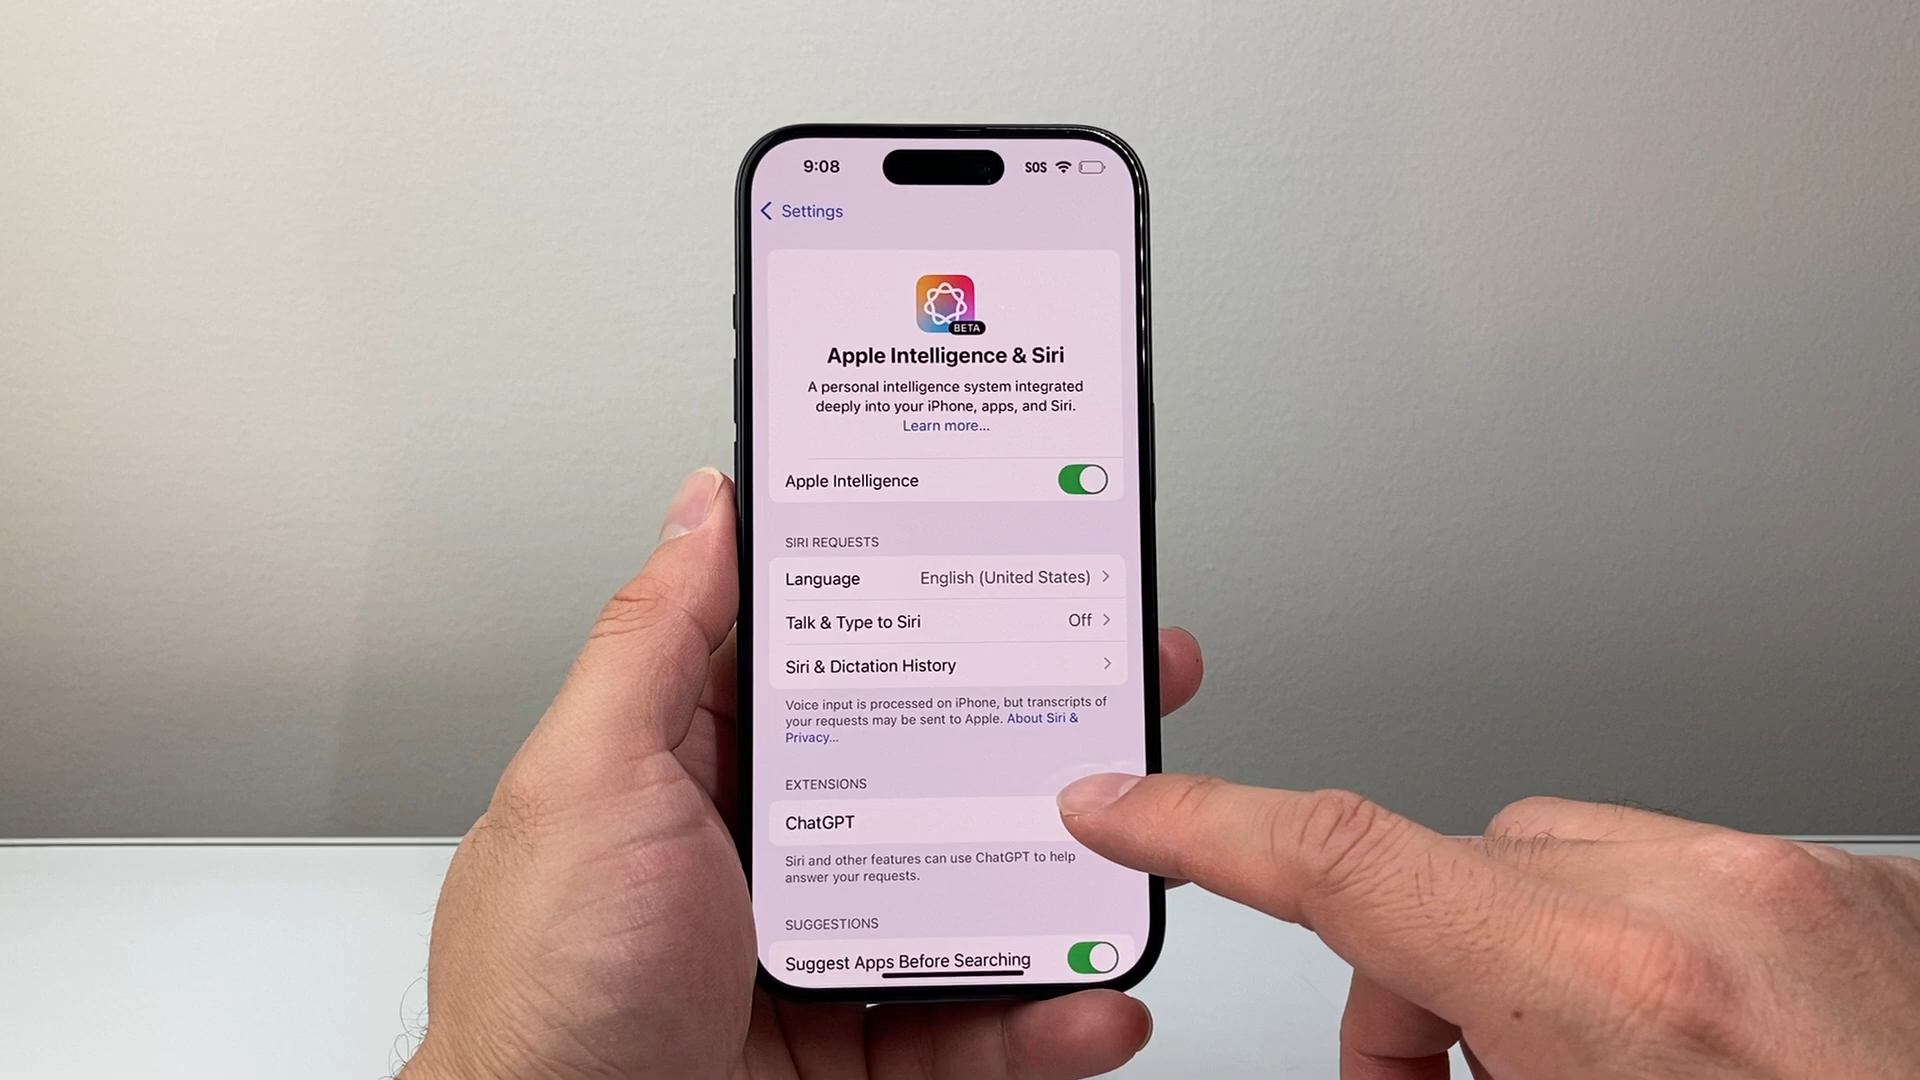 9:08 SOS
Settings
BETA
Apple Intelligence & Siri
A personal intelligence system integrated
deeply into your iPhone, apps, and Siri.
Learn more...
Apple Intelligence
SIRI REQUESTS
Language English (United States)
Talk & Type to Siri Off
Siri & Dictation History
Voice input is processed on iPhone, but transcripts of
your requests may be sent to Apple. About Siri &
Privacy...
EXTENSIONS
ChatGPT
Siri and other features can use ChatGPT to help
answer your requests.
SUGGESTIONS
Suggest Apps Before Searching